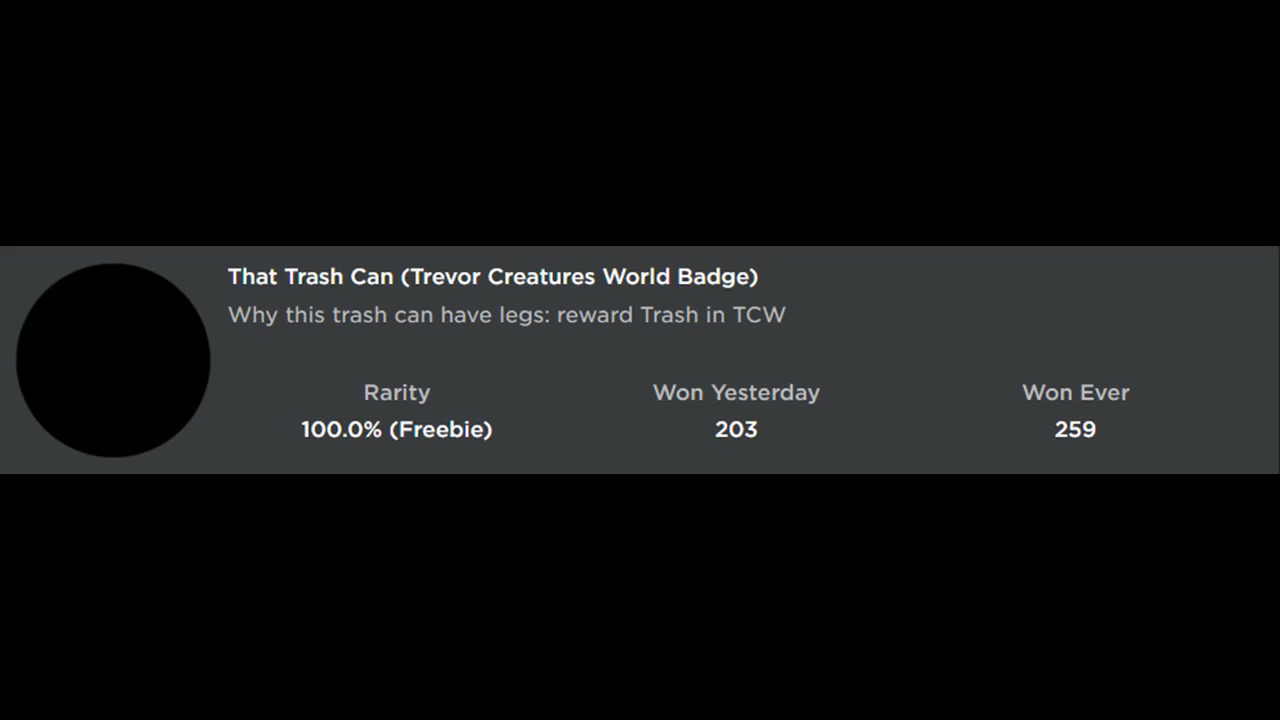 That Trash Can (Trevor Creatures World Badge)
Why this trash can have legs: reward Trash in TCW
Rarity Won Yesterday Won Ever
100.0% (Freebie) 203 259